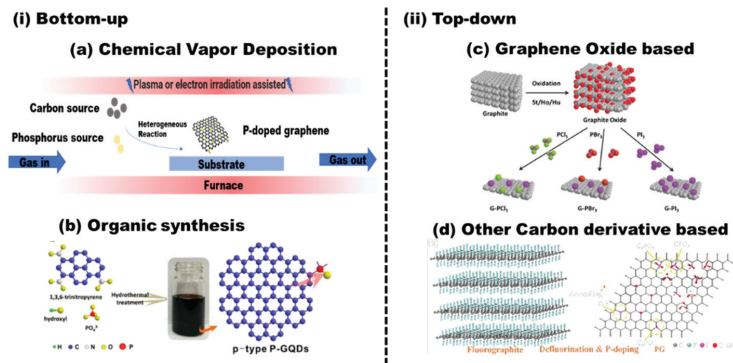 (i) Bottom-up
(a) Chemical Vapor Deposition
Plasma or electron irradiation assisted
Carbon source
Heterogeneous
Reaction
P-doped graphene
Phosphorus source
Gas in
Substrate
Gas out
Furnace
(b) Organic synthesis
1,3,6-trinitropyrene
hydroxyl
PO₄³⁻
Hydrothermal
treatment
p-type P-GQDs
H C N O P
(ii) Top-down
(c) Graphene Oxide based
Oxidation
St/Ho/Hu
Graphite
Graphite Oxide
PCl₃
PBr₃
PI₃
G-PCl₃
G-PBr₃
G-PI₃
(d) Other Carbon derivative based
Fluorographite
Defluorination & P-doping
PG